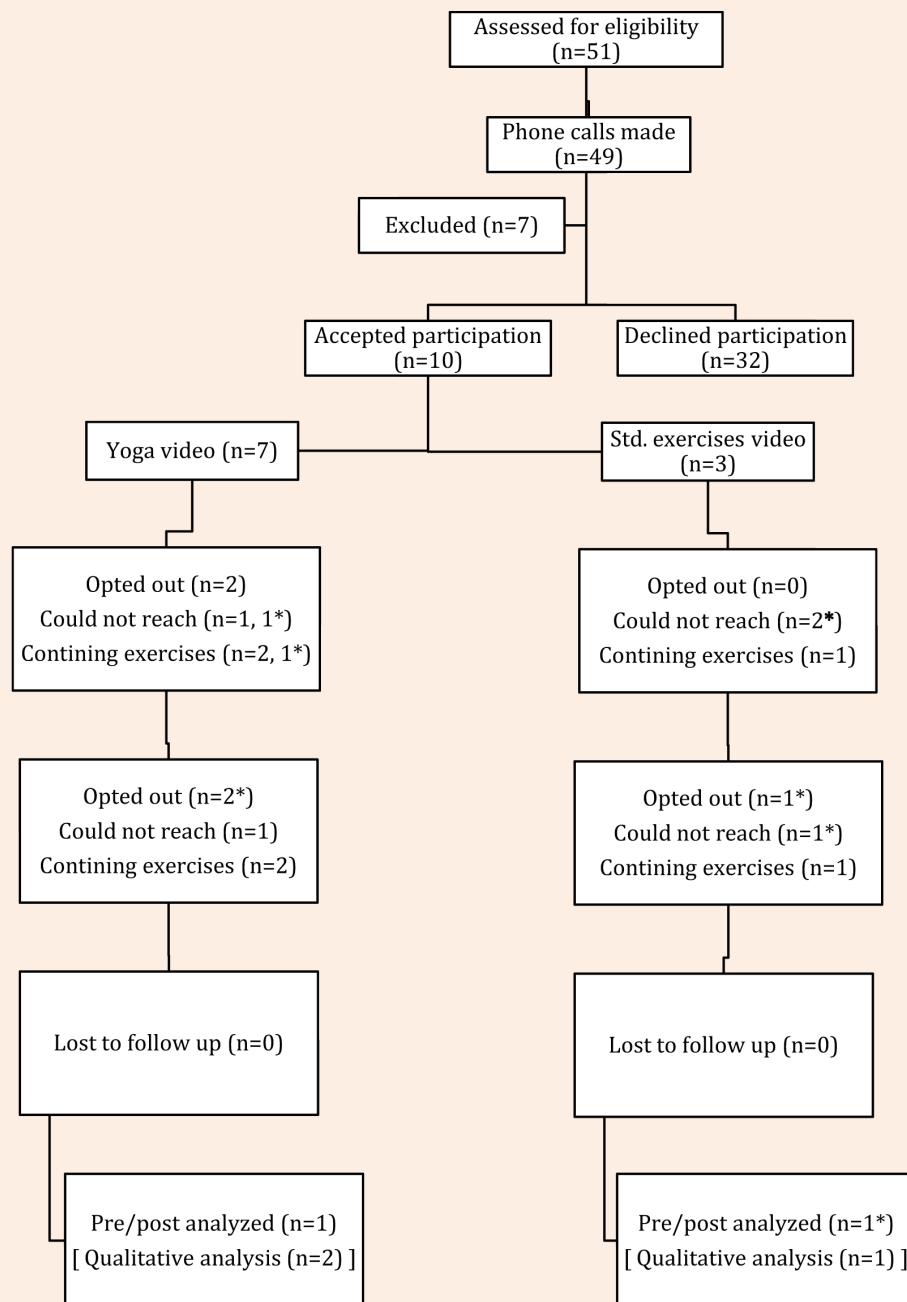 Assessed for eligibility
(n=51)
Phone calls made
(n=49)
Excluded (n=7)
Accepted participation
(n=10)
Declined participation
(n=32)
Yoga video (n=7)
Std. exercises video
(n=3)
Opted out (n=2)
Could not reach (n=1, 1*)
Contining exercises (n=2, 1*)
Opted out (n=0)
Could not reach (n=2*)
Contining exercises (n=1)
Opted out (n=2*)
Could not reach (n=1)
Contining exercises (n=2)
Opted out (n=1*)
Could not reach (n=1*)
Contining exercises (n=1)
Lost to follow up (n=0)
Lost to follow up (n=0)
Pre/post analyzed (n=1)
[ Qualitative analysis (n=2) ]
Pre/post analyzed (n=1*)
[ Qualitative analysis (n=1) ]